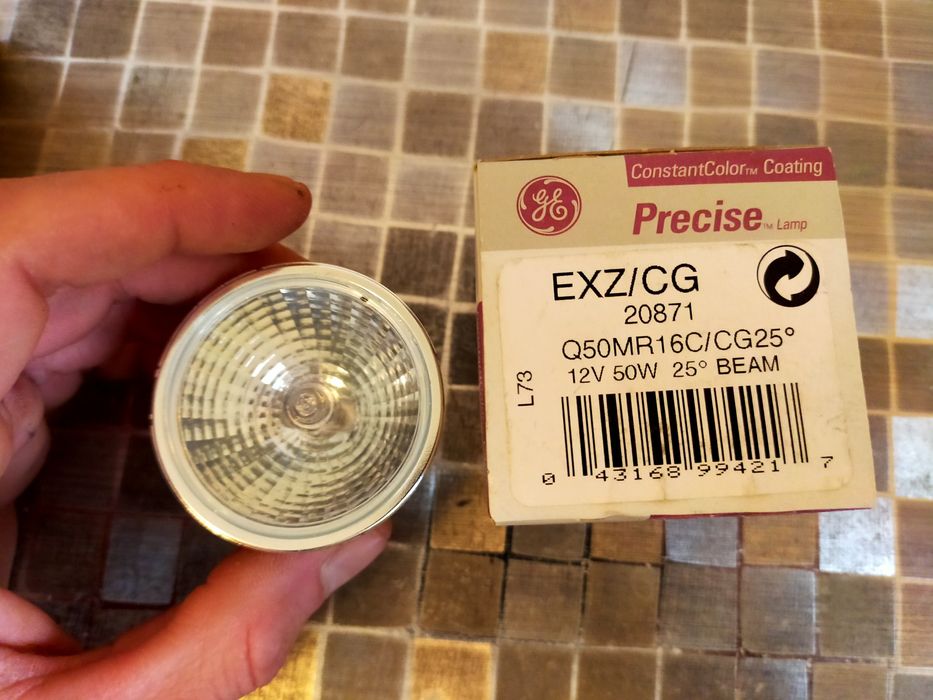 ConstantColor™ Coating
GE
Precise™ Lamp
EXZ/CG
20871
Q50MR16C/CG25°
12V 50W 25° BEAM
L73
0 43168 99421 7